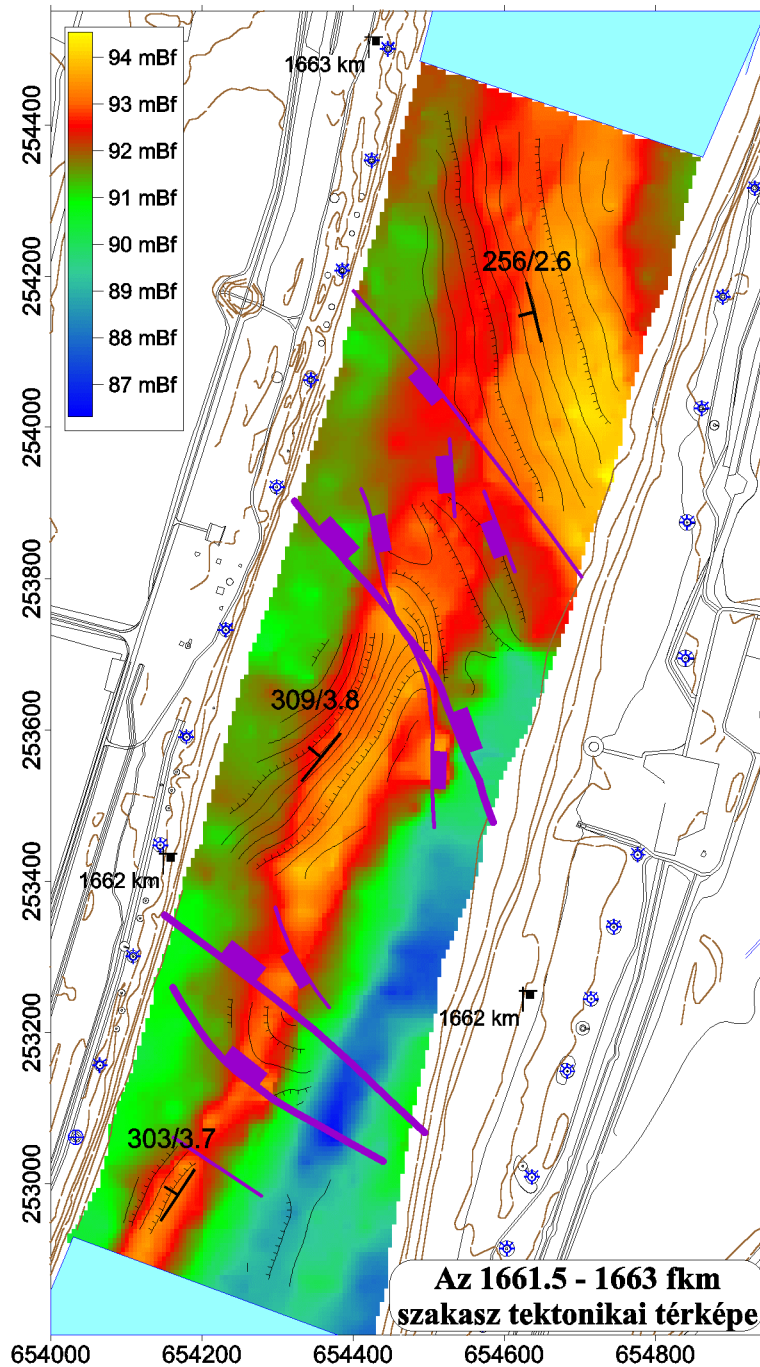 94 mBf
93 mBf
92 mBf
91 mBf
90 mBf
89 mBf
88 mBf
87 mBf
1663 km
256/2.6
309/3.8
1662 km
1662 km
303/3.7
254400
254200
254000
253800
253600
253400
253200
253000
Az 1661.5 - 1663 fkm
szakasz tektonikai térképe
654000 654200 654400 654600 654800